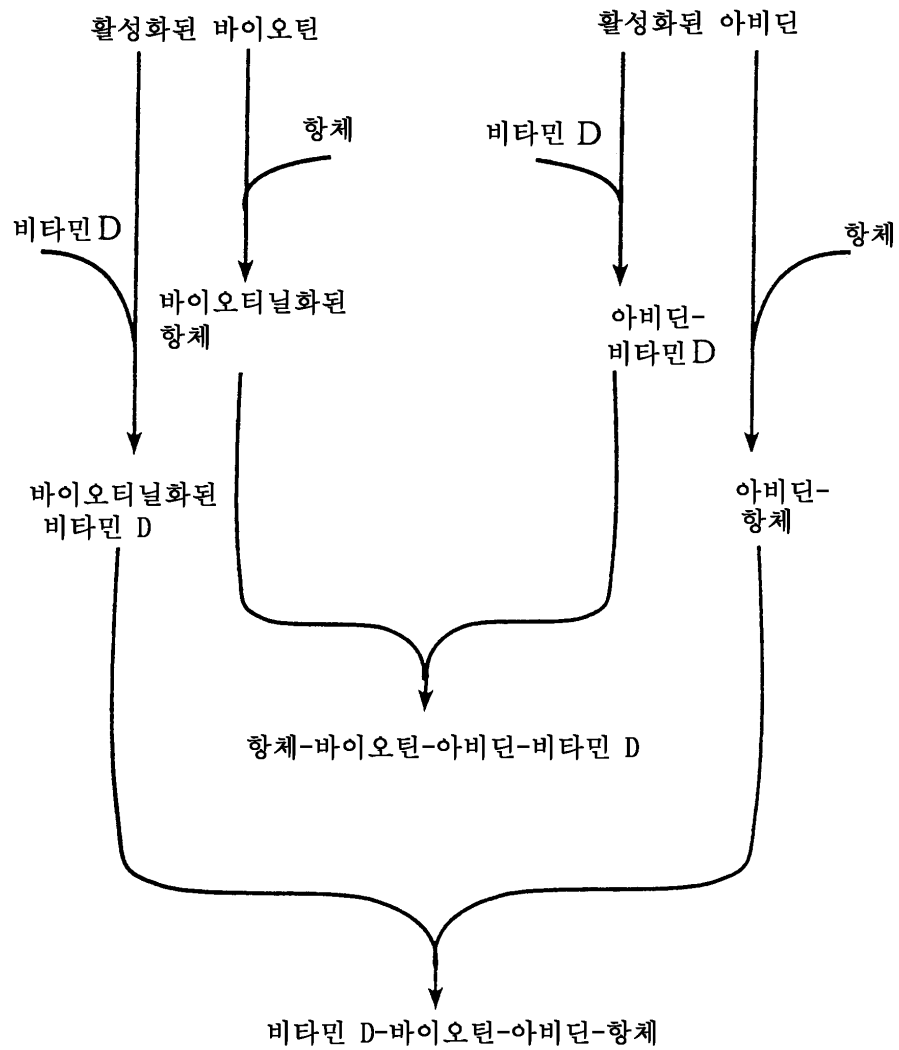 활성화된 바이오틴
활성화된 아비딘
항체
비타민 D
비타민 D
항체
바이오티닐화된
항체
아비딘-
비타민 D
바이오티닐화된
비타민 D
아비딘-
항체
항체-바이오틴-아비딘-비타민 D
비타민 D-바이오틴-아비딘-항체